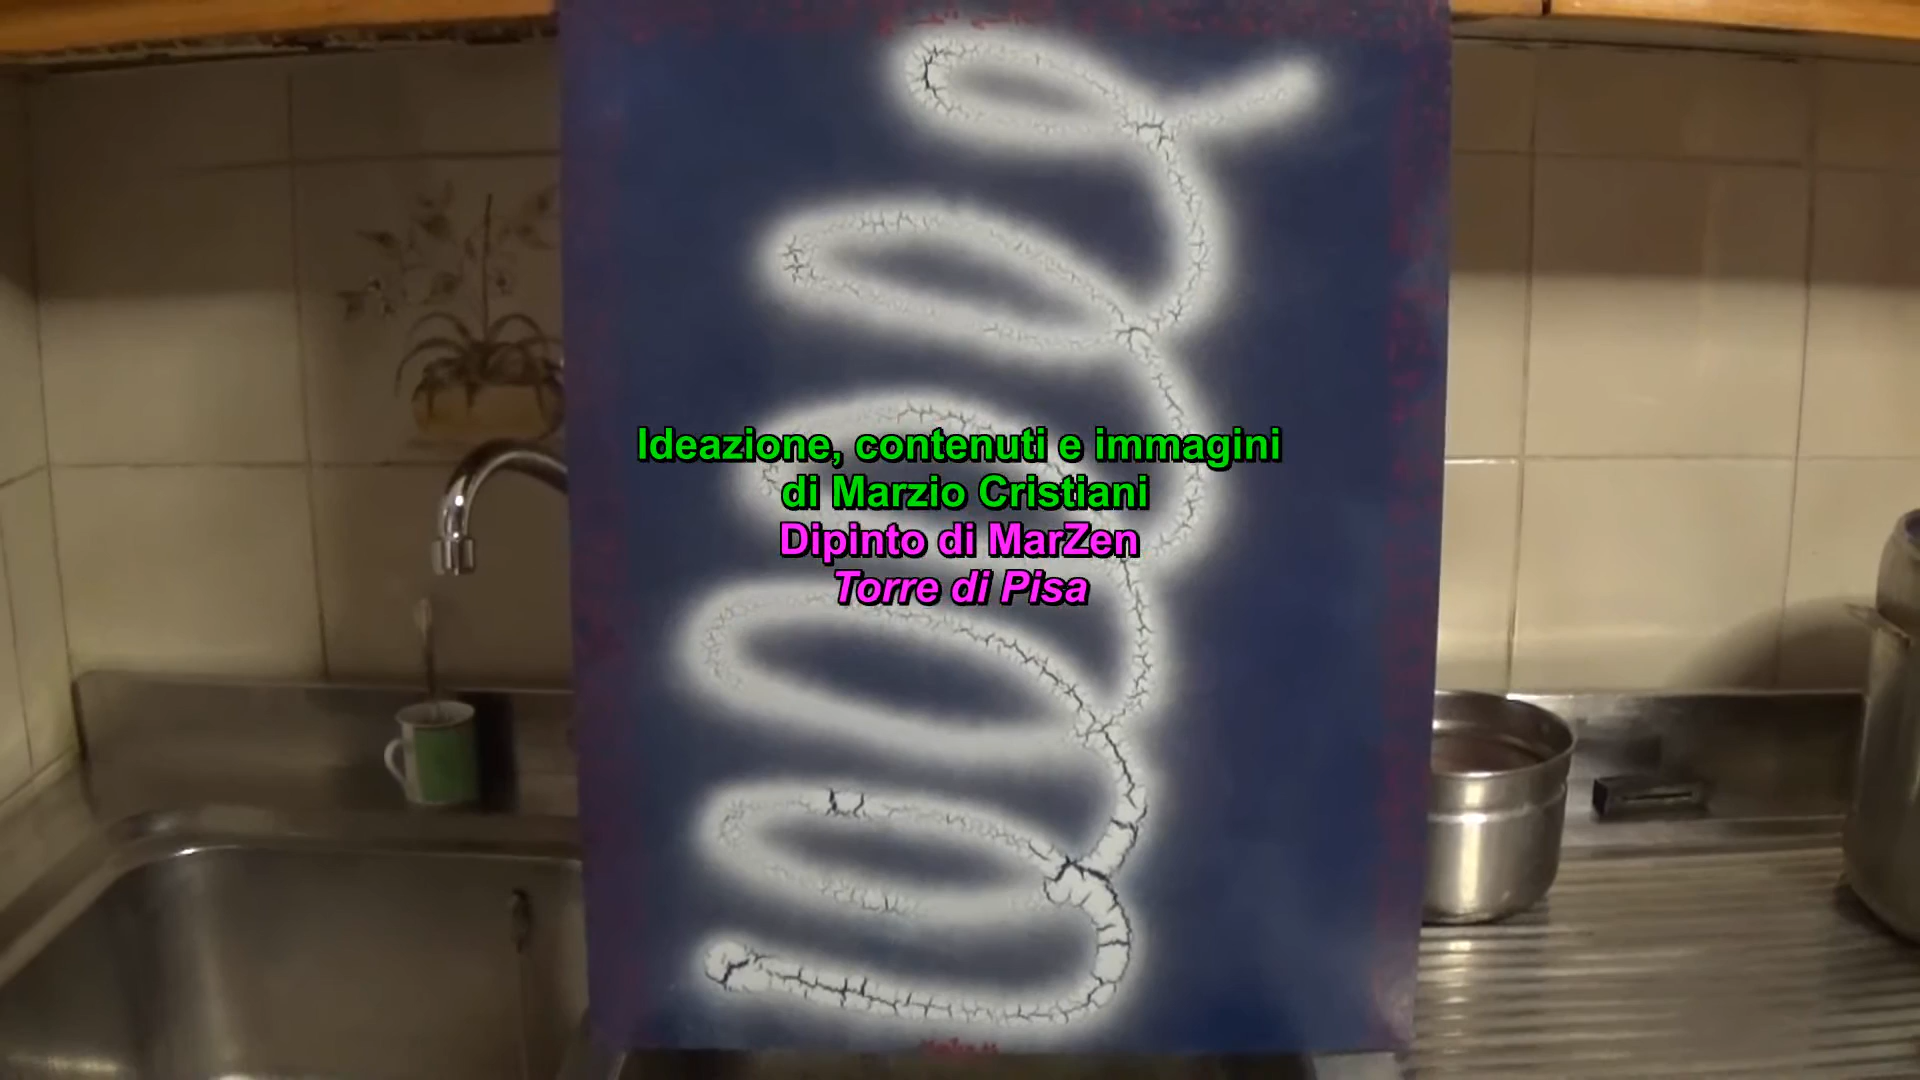 Ideazione, contenuti e immagini
di Marzio Cristiani
Dipinto di MarZen
Torre di Pisa